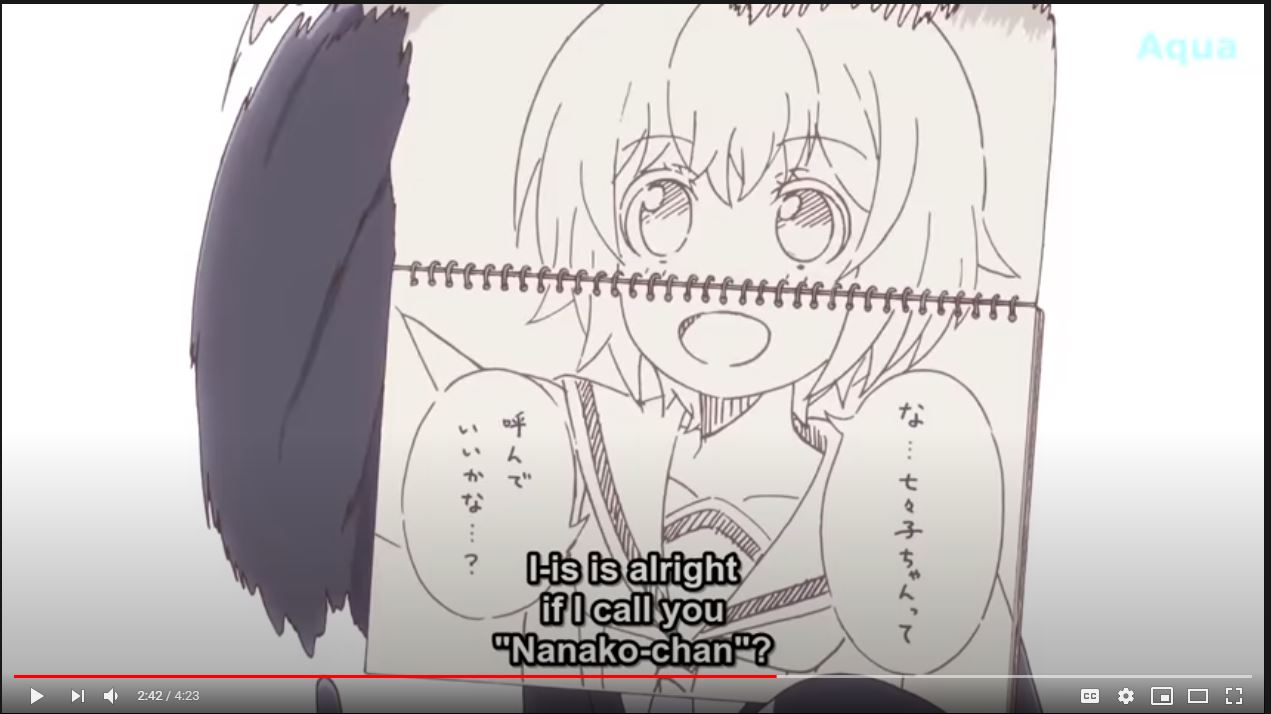 Aqua
な…七々子ちゃんって
呼んで
いいかな…?
I-is is alright
if I call you
"Nanako-chan"?
2:42 / 4:23
CC